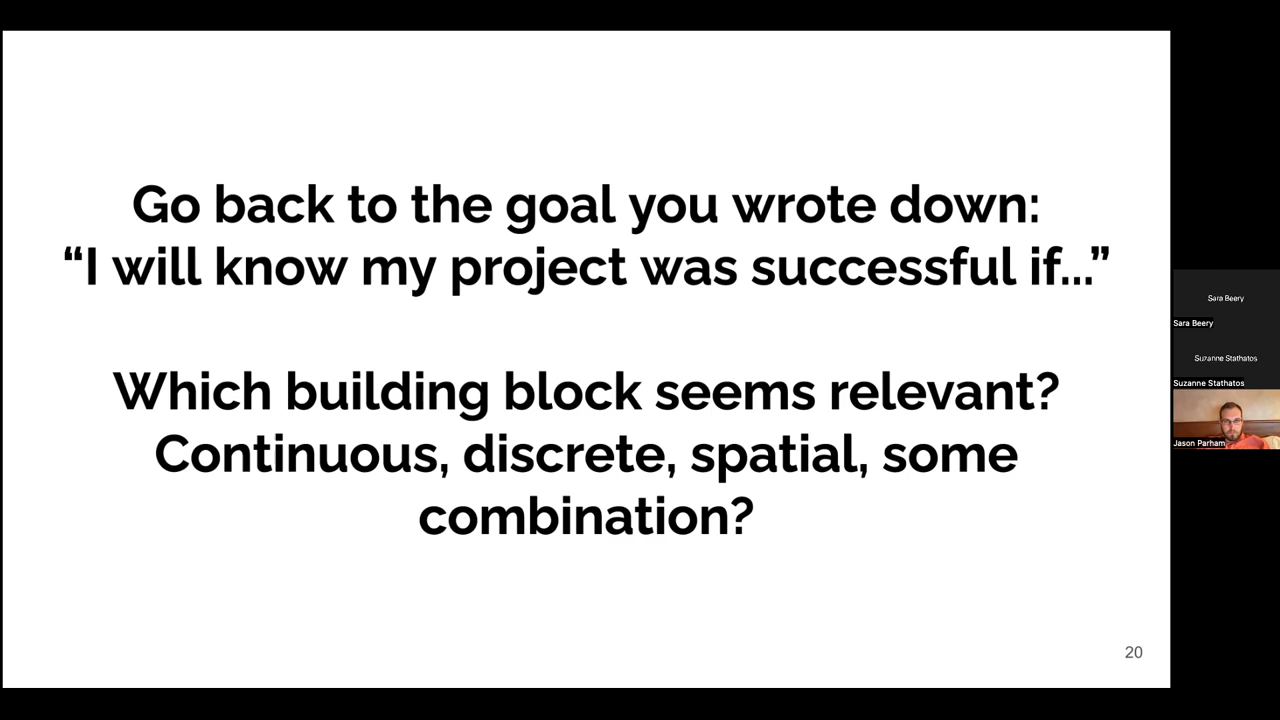 Go back to the goal you wrote down:
“I will know my project was successful if...”
Which building block seems relevant?
Continuous, discrete, spatial, some
combination?
20
Sara Beery
Sara Beery
Suzanne Stathatos
Suzanne Stathatos
Jason Parham